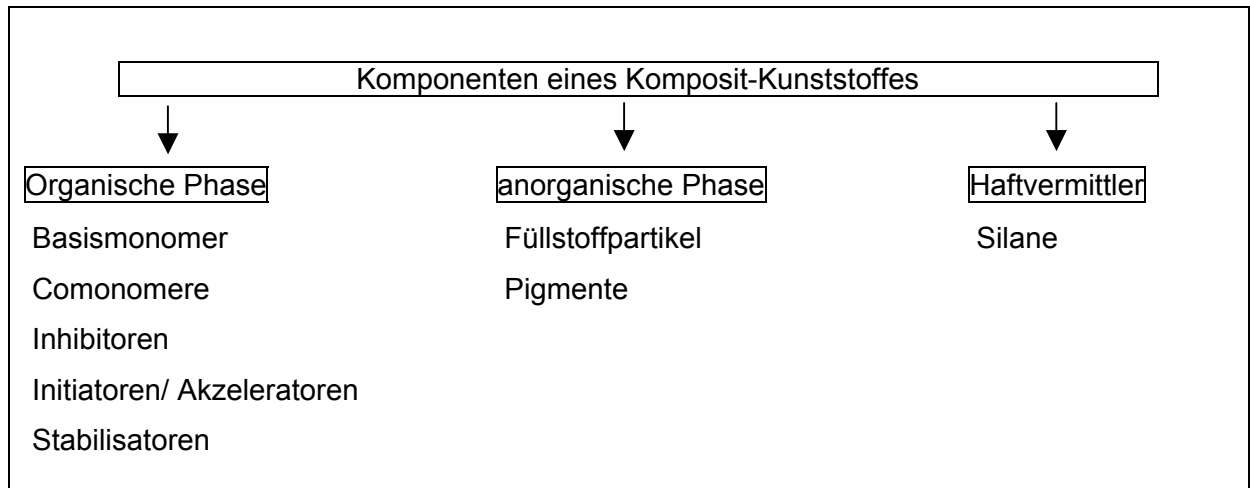 Komponenten eines Komposit-Kunststoffes
Organische Phase
Basismonomer
Comonomere
Inhibitoren
Initiatoren/ Akzeleratoren
Stabilisatoren
anorganische Phase
Füllstoffpartikel
Pigmente
Haftvermittler
Silane